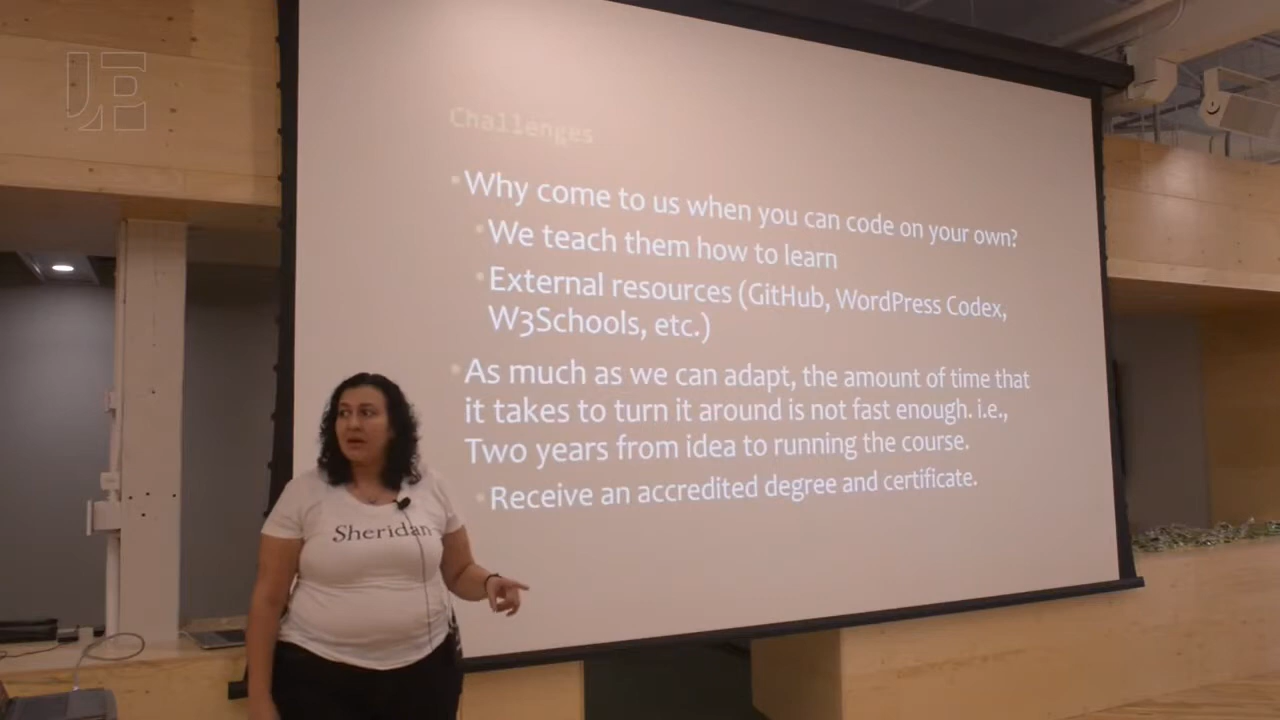 Challenges
Why come to us when you can code on your own?
We teach them how to learn
External resources (GitHub, WordPress Codex,
W3Schools, etc.)
As much as we can adapt, the amount of time that
it takes to turn it around is not fast enough. i.e.,
Two years from idea to running the course.
Receive an accredited degree and certificate.
Sheridan